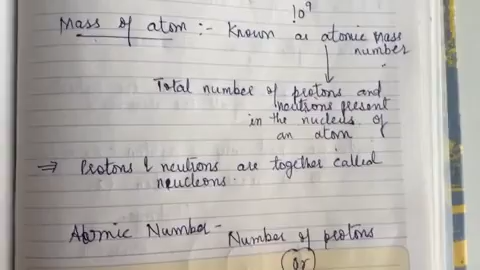 10⁹
Mass of atom :- Known as atomic mass
number
Total number of protons and
neutrons present
in the nucleus of
an atom
⇒ Protons & neutrons are together called
nucleons.
Atomic Number - Number of protons
or